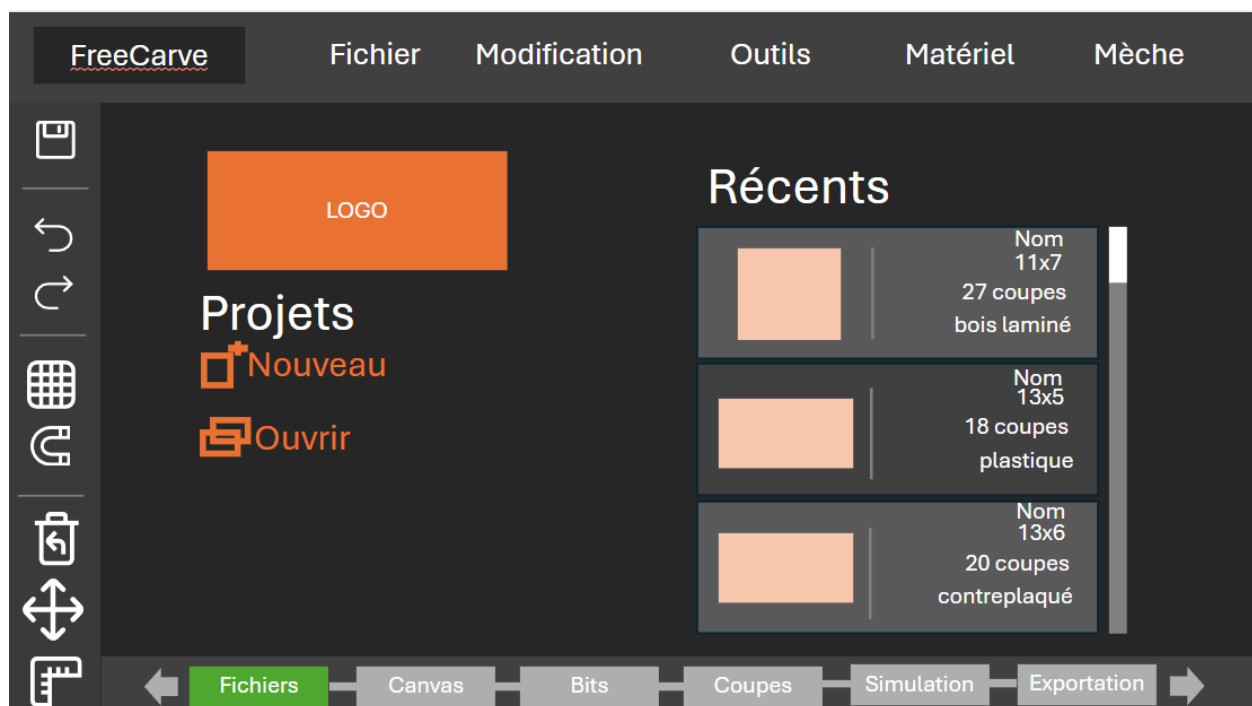 FreeCarve Fichier Modification Outils Matériel Mèche
LOGO
Projets
Nouveau
Ouvrir
Récents
Nom
11x7
27 coupes
bois laminé
Nom
13x5
18 coupes
plastique
Nom
13x6
20 coupes
contreplaqué
Fichiers Canvas Bits Coupes Simulation Exportation